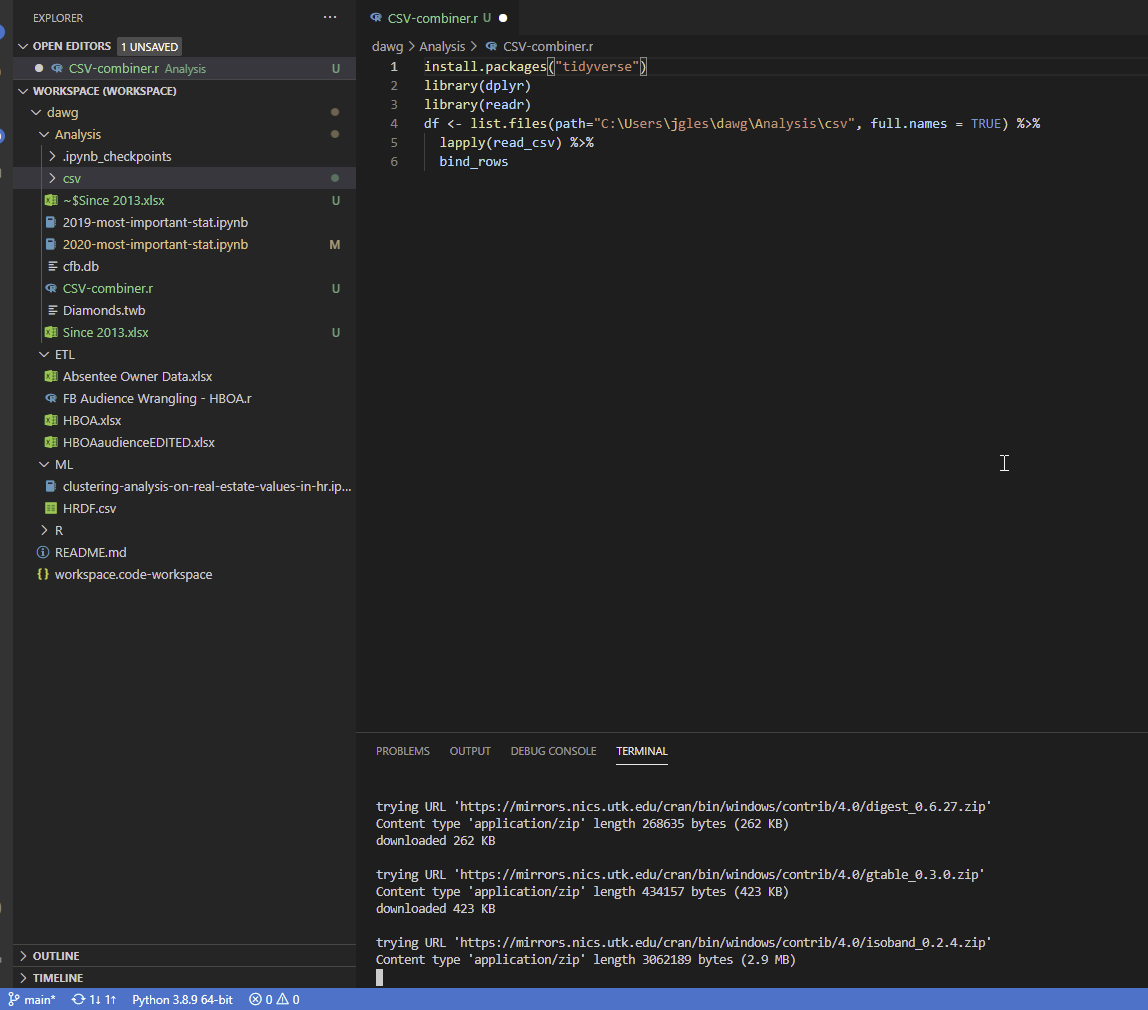 EXPLORER
OPEN EDITORS 1 UNSAVED
CSV-combiner.r Analysis U
WORKSPACE (WORKSPACE)
dawg
Analysis
.ipynb_checkpoints
csv
~$Since 2013.xlsx U
2019-most-important-stat.ipynb
2020-most-important-stat.ipynb M
cfb.db
CSV-combiner.r U
Diamonds.twb
Since 2013.xlsx U
ETL
Absentee Owner Data.xlsx
FB Audience Wrangling - HBOA.r
HBOA.xlsx
HBOAaudienceEDITED.xlsx
ML
clustering-analysis-on-real-estate-values-in-hr.ip...
HRDF.csv
R
README.md
workspace.code-workspace
OUTLINE
TIMELINE
CSV-combiner.r U
dawg > Analysis > CSV-combiner.r
1 install.packages("tidyverse")
2 library(dplyr)
3 library(readr)
4 df <- list.files(path="C:\Users\jgles\dawg\Analysis\csv", full.names = TRUE) %>%
5 lapply(read_csv) %>%
6 bind_rows
PROBLEMS OUTPUT DEBUG CONSOLE TERMINAL
trying URL 'https://mirrors.nics.utk.edu/cran/bin/windows/contrib/4.0/digest_0.6.27.zip'
Content type 'application/zip' length 268635 bytes (262 KB)
downloaded 262 KB
trying URL 'https://mirrors.nics.utk.edu/cran/bin/windows/contrib/4.0/gtable_0.3.0.zip'
Content type 'application/zip' length 434157 bytes (423 KB)
downloaded 423 KB
trying URL 'https://mirrors.nics.utk.edu/cran/bin/windows/contrib/4.0/isoband_0.2.4.zip'
Content type 'application/zip' length 3062189 bytes (2.9 MB)
main* 1↓ 1↑ Python 3.8.9 64-bit 0 0